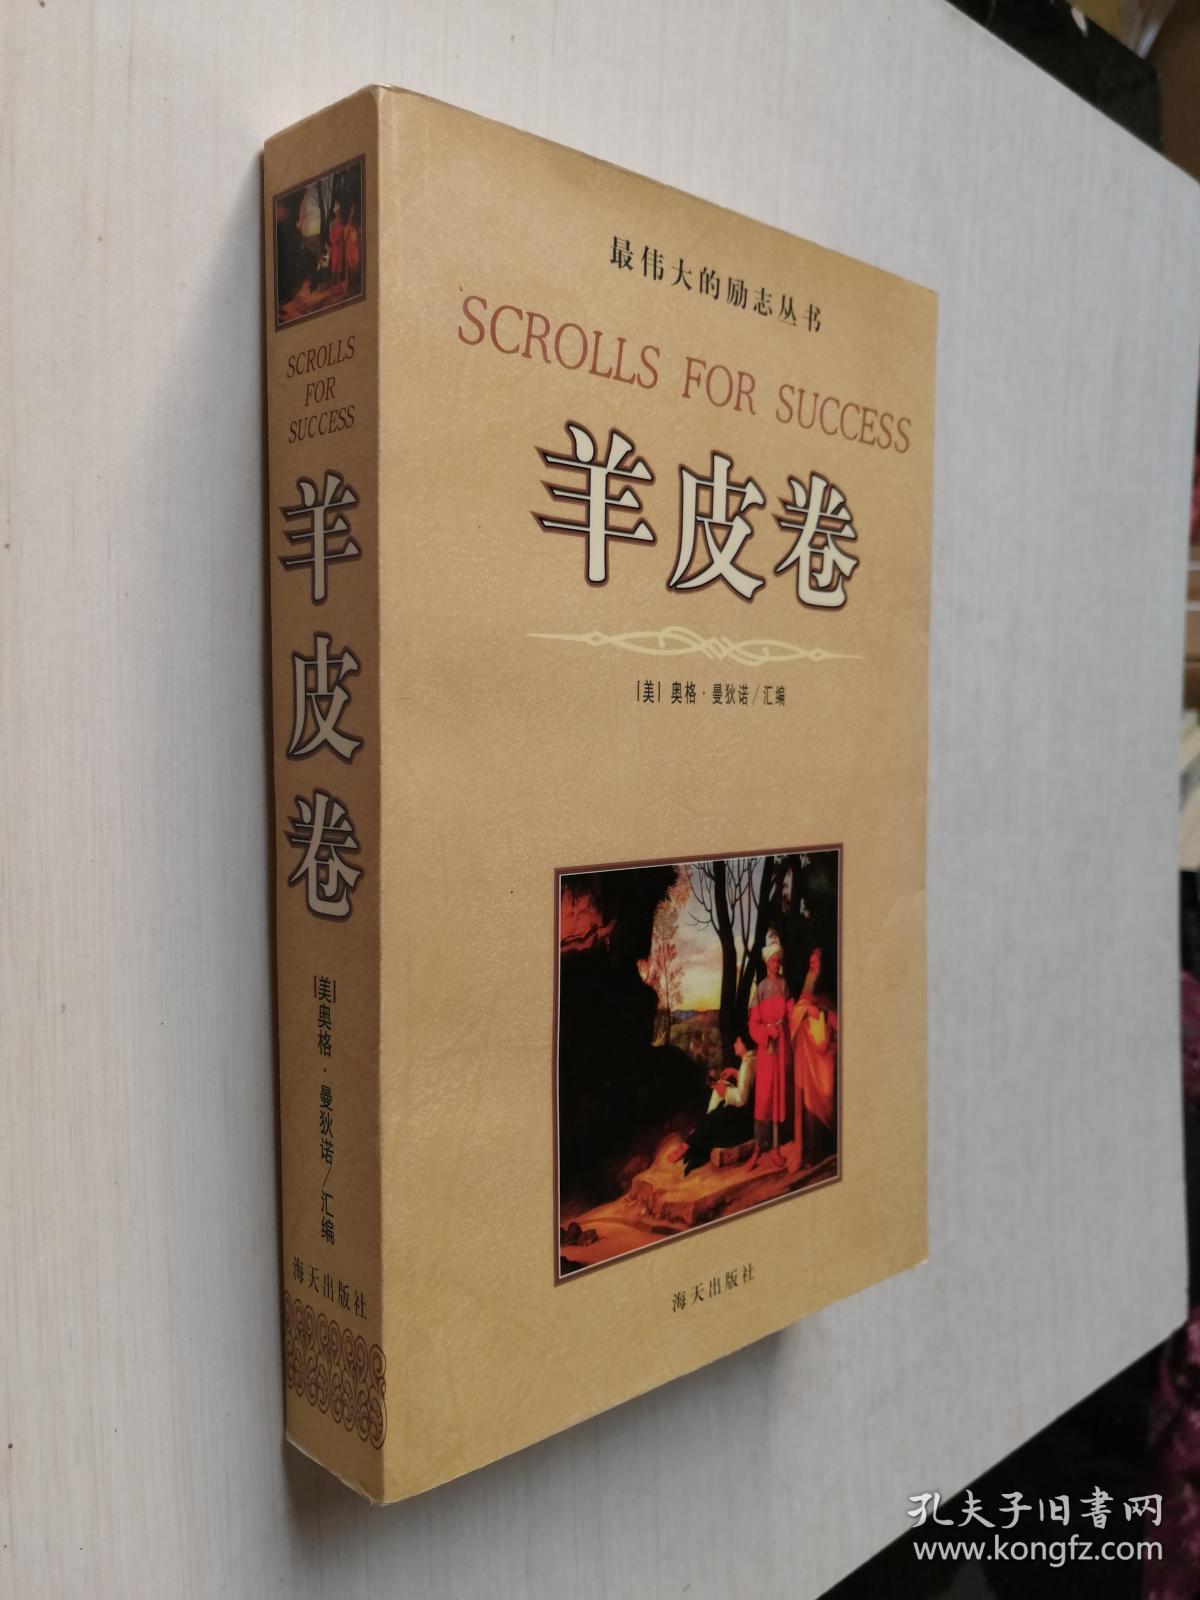 SCROLLS
FOR
SUCCESS
羊皮卷
[美]奥格·曼狄诺/汇编
海天出版社
最伟大的励志丛书
SCROLLS FOR SUCCESS
羊皮卷
[美] 奥格·曼狄诺/汇编
海天出版社
孔夫子旧書网
www.kongfz.com